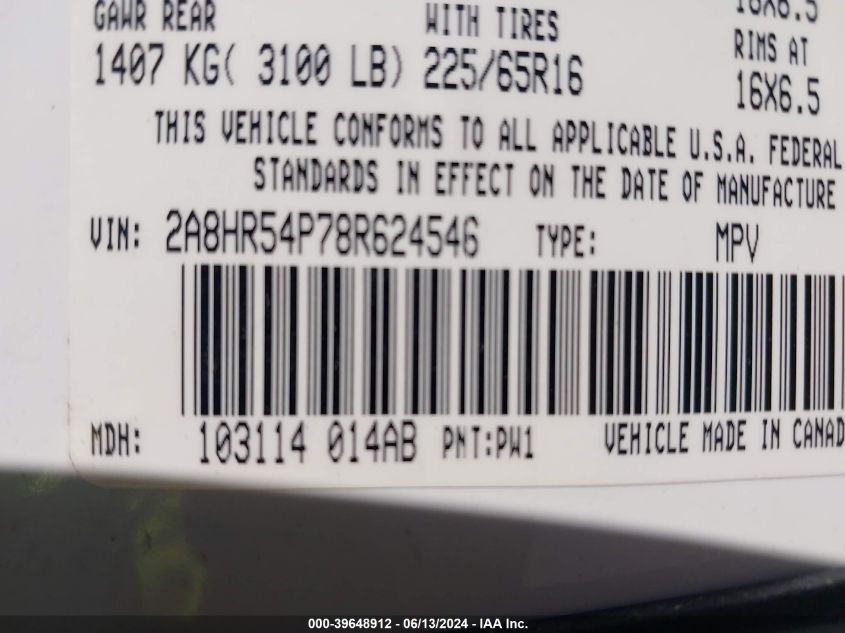 GAWR REAR WITH TIRES 16X6.5
RIMS AT
1407 KG( 3100 LB) 225/65R16 16X6.5
THIS VEHICLE CONFORMS TO ALL APPLICABLE U.S.A. FEDERAL
STANDARDS IN EFFECT ON THE DATE OF MANUFACTURE
VIN: 2A8HR54P78R624546 TYPE: MPV
MDH: 103114 014AB PNT:PW1 VEHICLE MADE IN CANAD
000-39648912 - 06/13/2024 - IAA Inc.